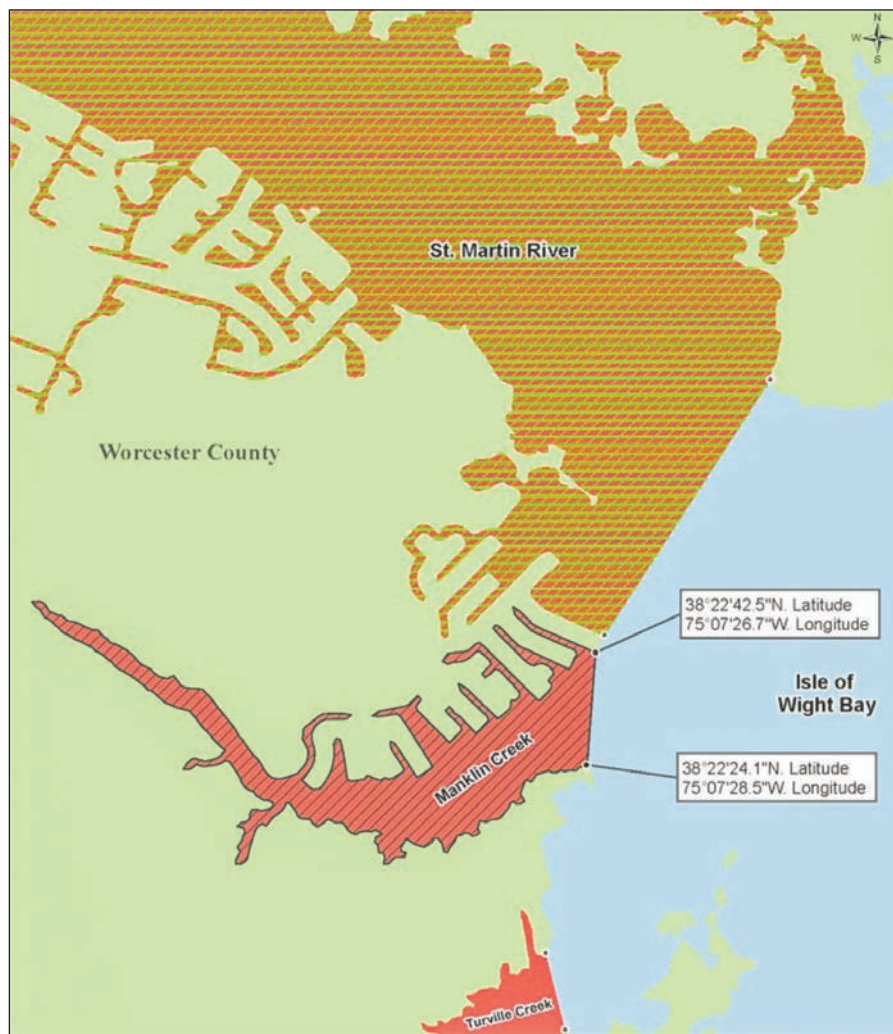 N
W
S
St. Martin River
Worcester County
38°22'42.5"N. Latitude
75°07'26.7"W. Longitude
Isle of
Wight Bay
Manklin Creek
38°22'24.1"N. Latitude
75°07'28.5"W. Longitude
Turville Creek